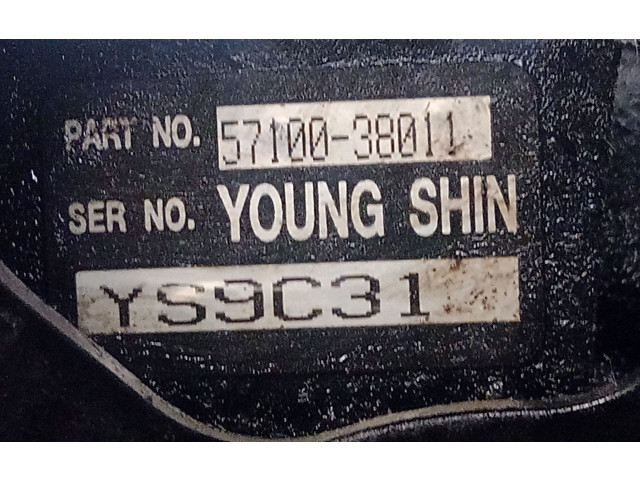 PART NO. 57100-38011
SER NO. YOUNG SHIN
YS9C31